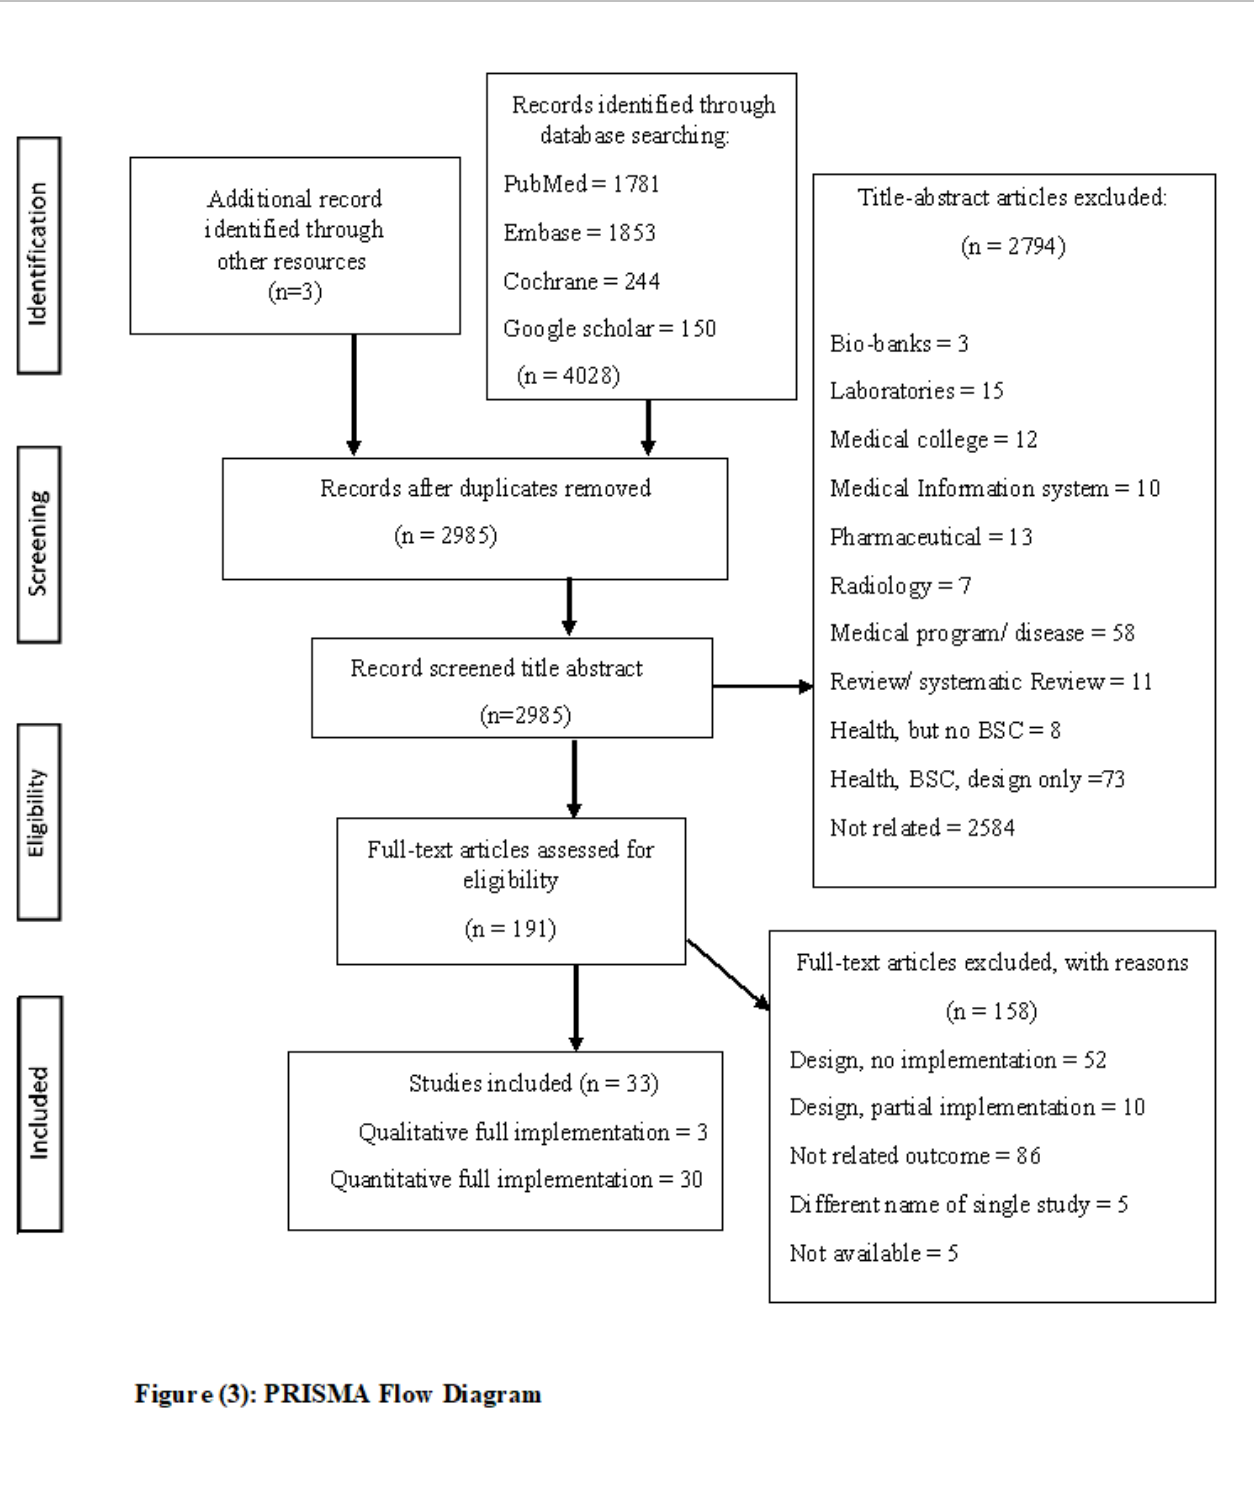 Identification
Additional record
identified through
other resources
(n=3)
Records identified through
database searching:
PubMed = 1781
Embase = 1853
Cochrane = 244
Google scholar = 150
(n = 4028)
Title-abstract articles excluded:
(n = 2794)
Bio-banks = 3
Laboratories = 15
Medical college = 12
Medical Information system = 10
Pharmaceutical = 13
Radiology = 7
Medical program/ disease = 58
Review/ systematic Review = 11
Health, but no BSC = 8
Health, BSC, design only =73
Not related = 2584
Screening
Records after duplicates removed
(n = 2985)
Record screened title abstract
(n=2985)
Eligibility
Full-text articles assessed for
eligibility
(n = 191)
Full-text articles excluded, with reasons
(n = 158)
Design, no implementation = 52
Design, partial implementation = 10
Not related outcome = 86
Different name of single study = 5
Not available = 5
Included
Studies included (n = 33)
Qualitative full implementation = 3
Quantitative full implementation = 30
Figure (3): PRISMA Flow Diagram